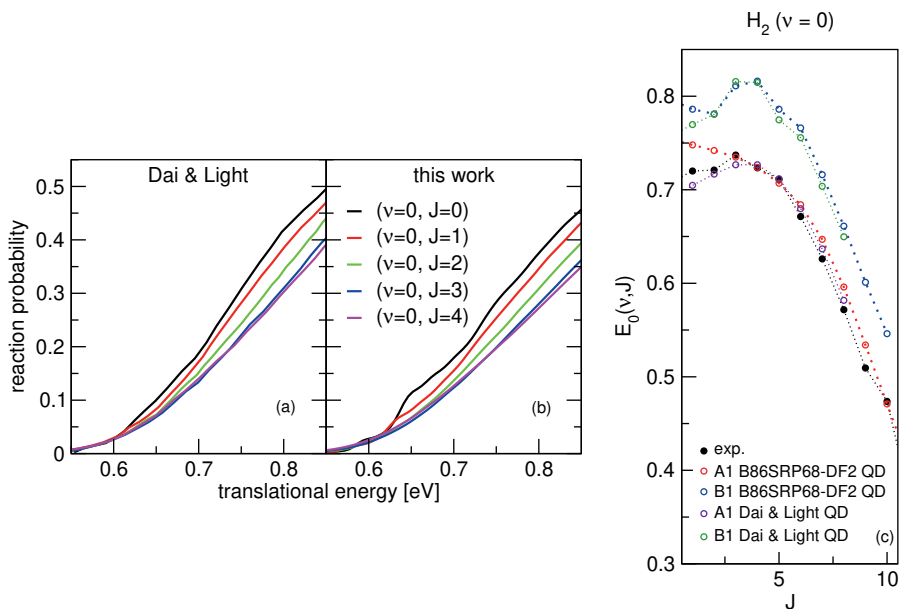 H2 (ν = 0)
Dai & Light
this work
(ν=0, J=0)
(ν=0, J=1)
(ν=0, J=2)
(ν=0, J=3)
(ν=0, J=4)
(a)
(b)
reaction probability
0.5
0.4
0.3
0.2
0.1
0
0.6
0.7
0.8
0.6
0.7
0.8
translational energy [eV]
E0(ν,J)
0.8
0.7
0.6
0.5
0.4
0.3
exp.
A1 B86SRP68-DF2 QD
B1 B86SRP68-DF2 QD
A1 Dai & Light QD
B1 Dai & Light QD
(c)
5
10
J